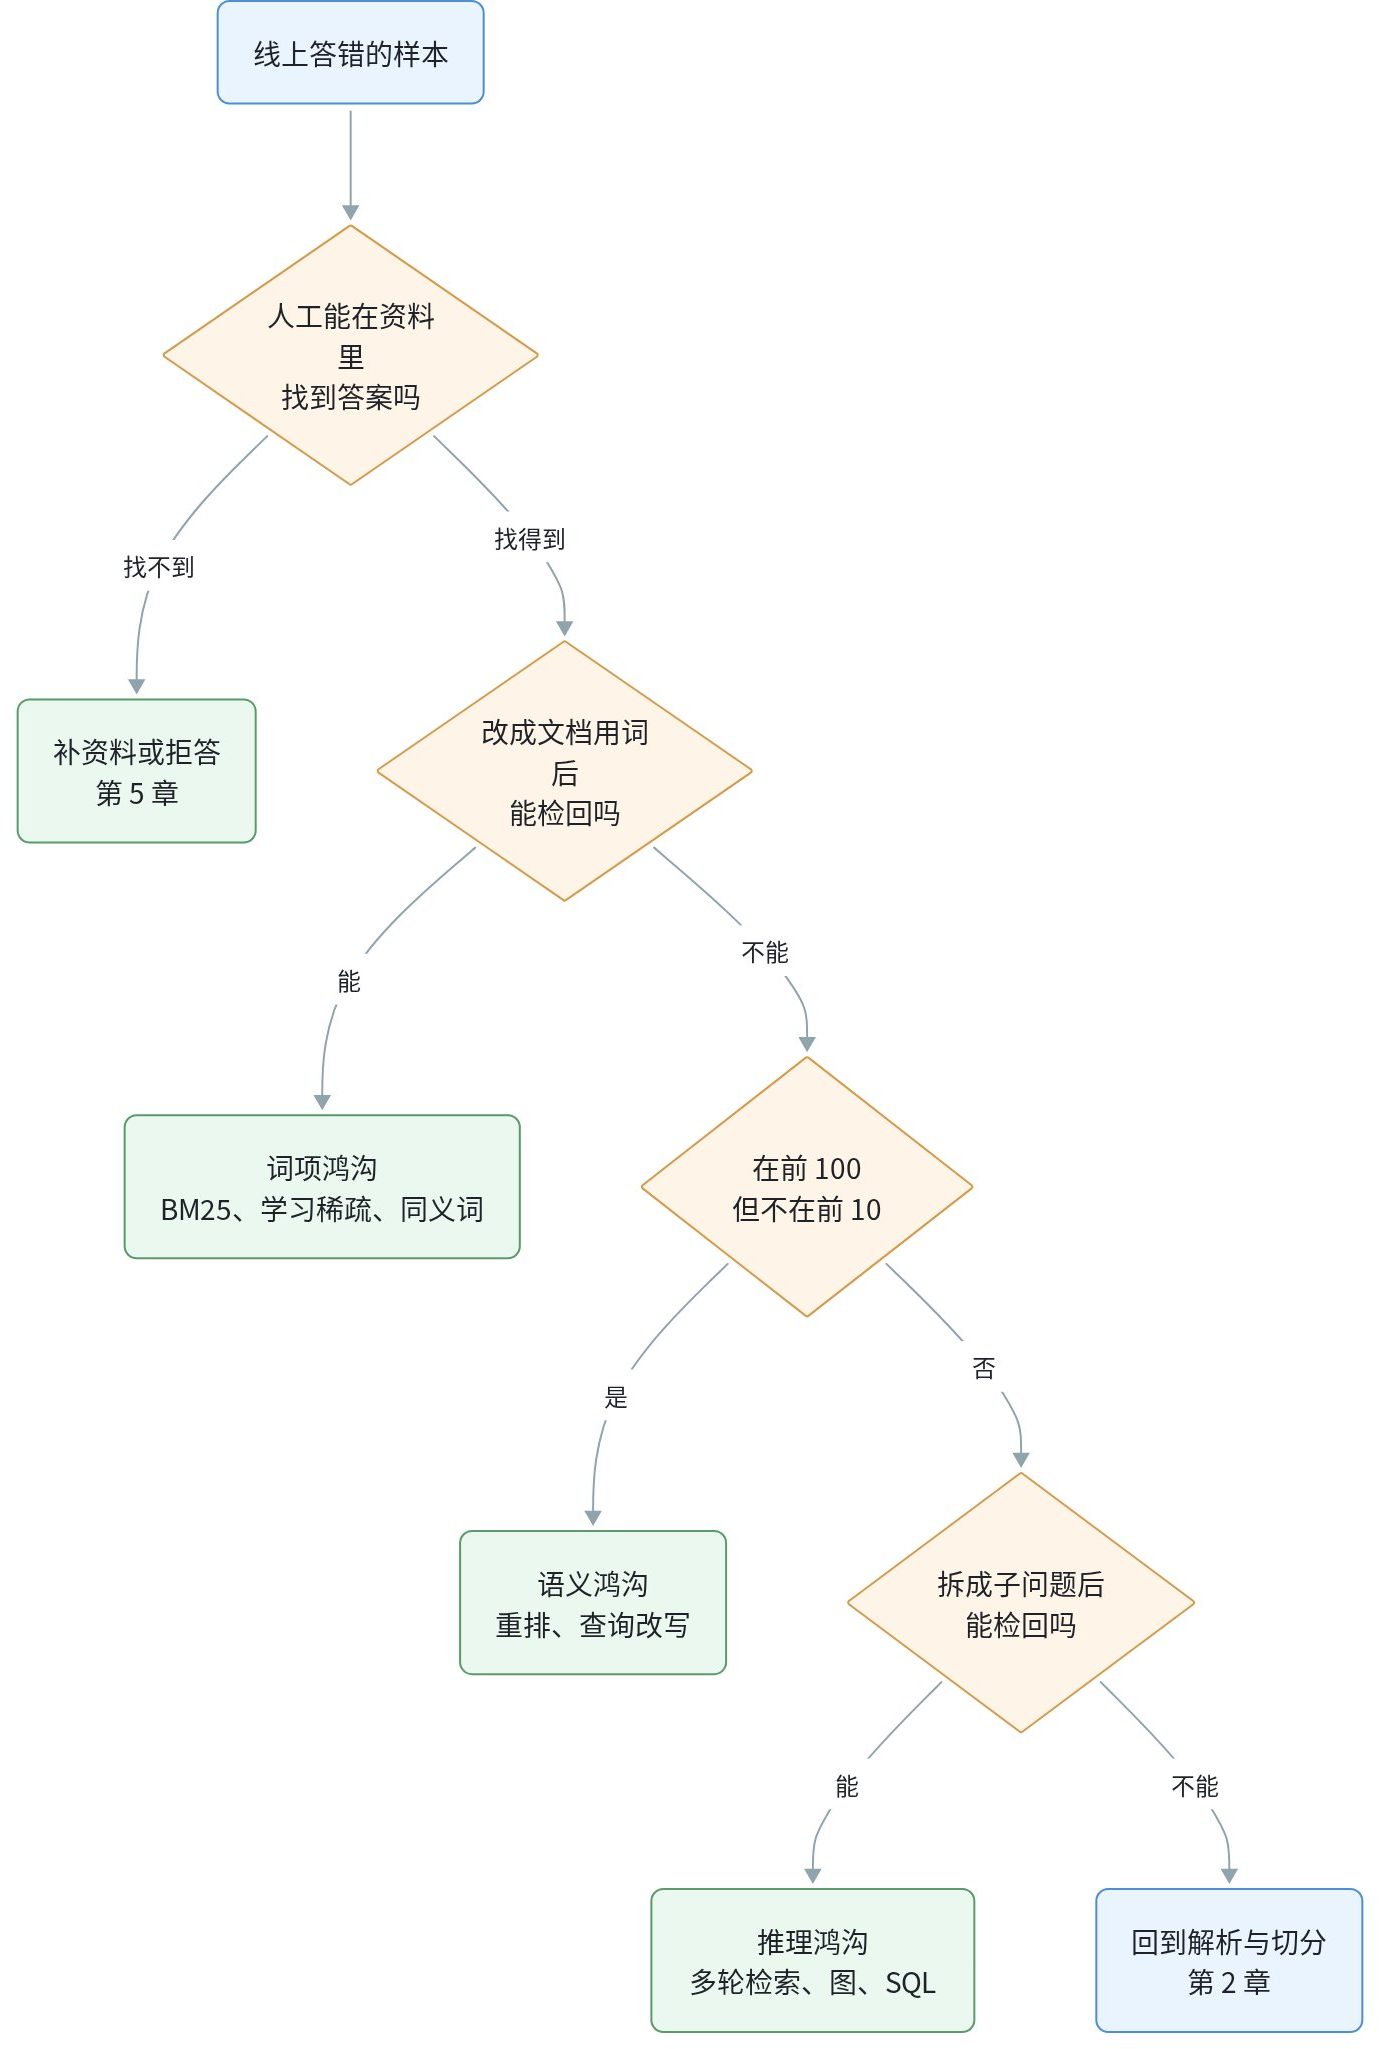 线上答错的样本
人工能在资料
里
找到答案吗
找不到
找得到
补资料或拒答
第 5 章
改成文档用词
后
能检回吗
能
不能
词项鸿沟
BM25、学习稀疏、同义词
在前 100
但不在前 10
是
否
语义鸿沟
重排、查询改写
拆成子问题后
能检回吗
能
不能
推理鸿沟
多轮检索、图、SQL
回到解析与切分
第 2 章